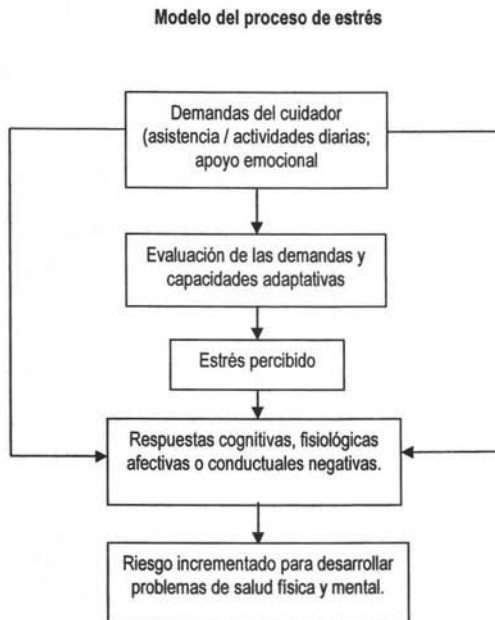 Modelo del proceso de estrés
Demandas del cuidador
(asistencia / actividades diarias;
apoyo emocional
Evaluación de las demandas y
capacidades adaptativas
Estrés percibido
Respuestas cognitivas, fisiológicas
afectivas o conductuales negativas.
Riesgo incrementado para desarrollar
problemas de salud física y mental.